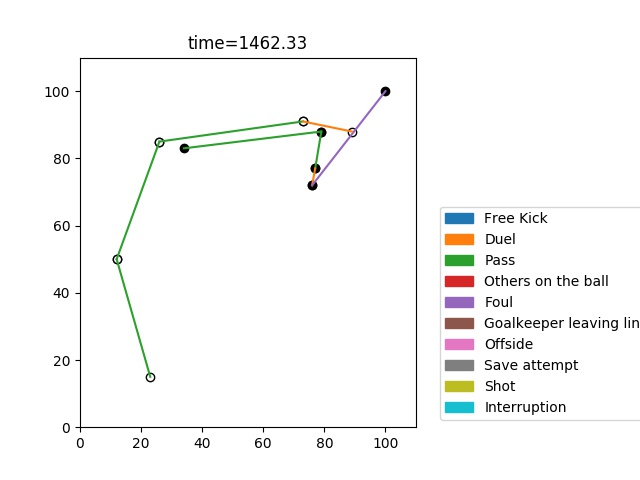 time=1462.33
100
80
60
40
20
0
0 20 40 60 80 100
Free Kick
Duel
Pass
Others on the ball
Foul
Goalkeeper leaving lin
Offside
Save attempt
Shot
Interruption